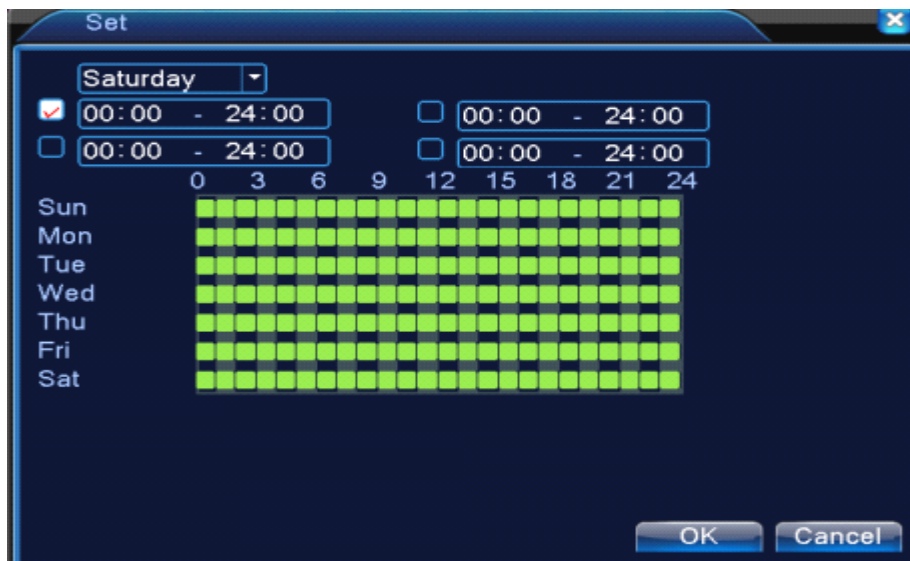 Set
Saturday
00:00 - 24:00 00:00 - 24:00
00:00 - 24:00 00:00 - 24:00
0 3 6 9 12 15 18 21 24
Sun
Mon
Tue
Wed
Thu
Fri
Sat
OK Cancel